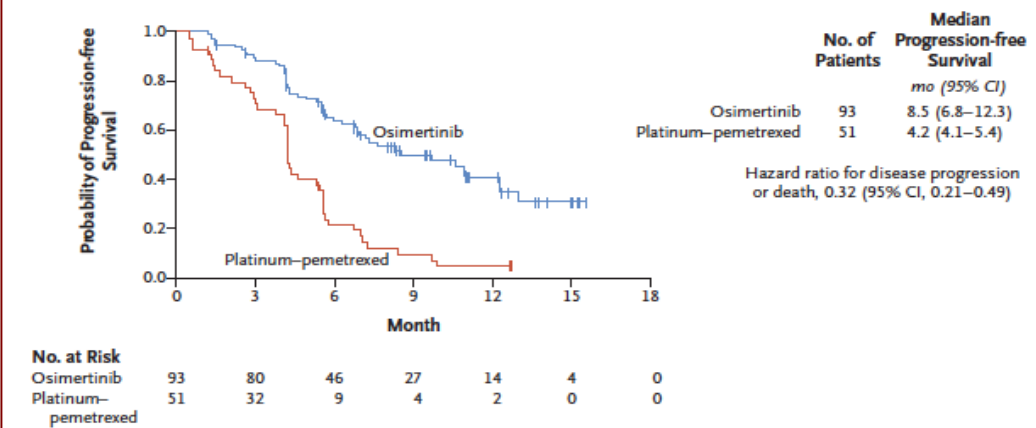 Probability of Progression-free
Survival
1.0
0.8
0.6
0.4
0.2
0.0
Osimertinib
Platinum–pemetrexed
0 3 6 9 12 15 18
Month
No. of
Patients
Median
Progression-free
Survival
mo (95% CI)
Osimertinib 93 8.5 (6.8–12.3)
Platinum–pemetrexed 51 4.2 (4.1–5.4)
Hazard ratio for disease progression
or death, 0.32 (95% CI, 0.21–0.49)
No. at Risk
Osimertinib 93 80 46 27 14 4 0
Platinum– 51 32 9 4 2 0 0
pemetrexed